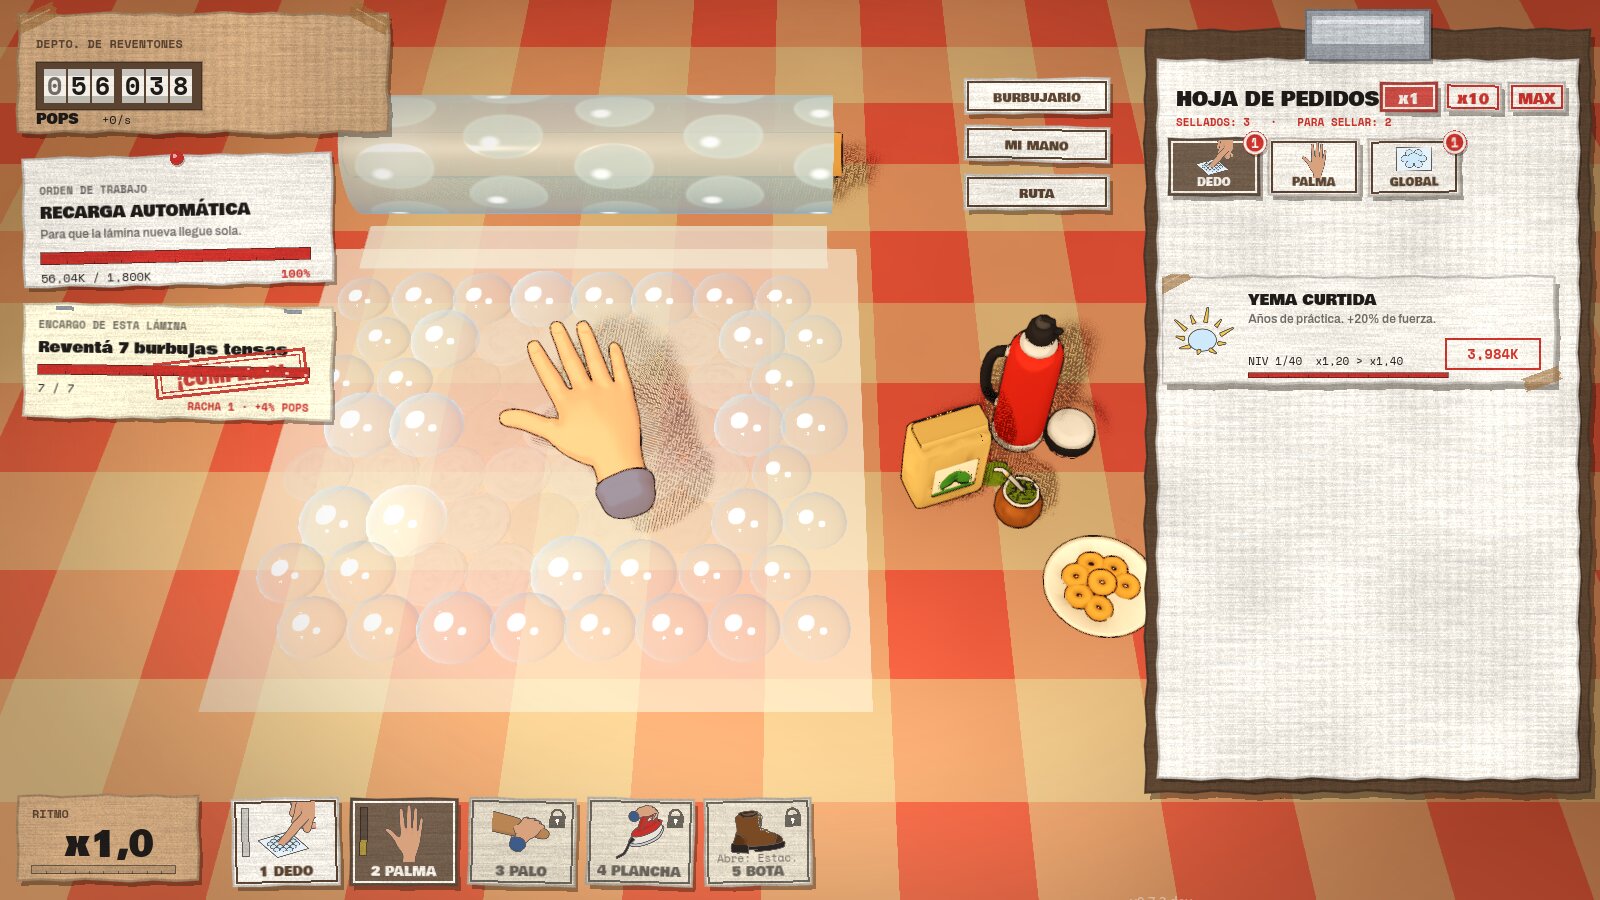 DEPTO. DE REVENTONES
056 038
POPS +0/s
ORDEN DE TRABAJO
RECARGA AUTOMÁTICA
Para que la lámina nueva llegue sola.
56,04K / 1,800K 100%
ENCARGO DE ESTA LÁMINA
Reventá 7 burbujas tensas
7 / 7
RACHA 1 · +4% POPS
BURBUJARIO
MI MANO
RUTA
HOJA DE PEDIDOS
x1
x10
MAX
SELLADOS: 3 · PARA SELLAR: 2
DEDO
1
PALMA
GLOBAL
1
YEMA CURTIDA
Años de práctica. +20% de fuerza.
NIV 1/40 x1,20 > x1,40
3,984K
RITMO
x1,0
1 DEDO
2 PALMA
3 PALO
4 PLANCHA
Abre: Estac.
5 BOTA